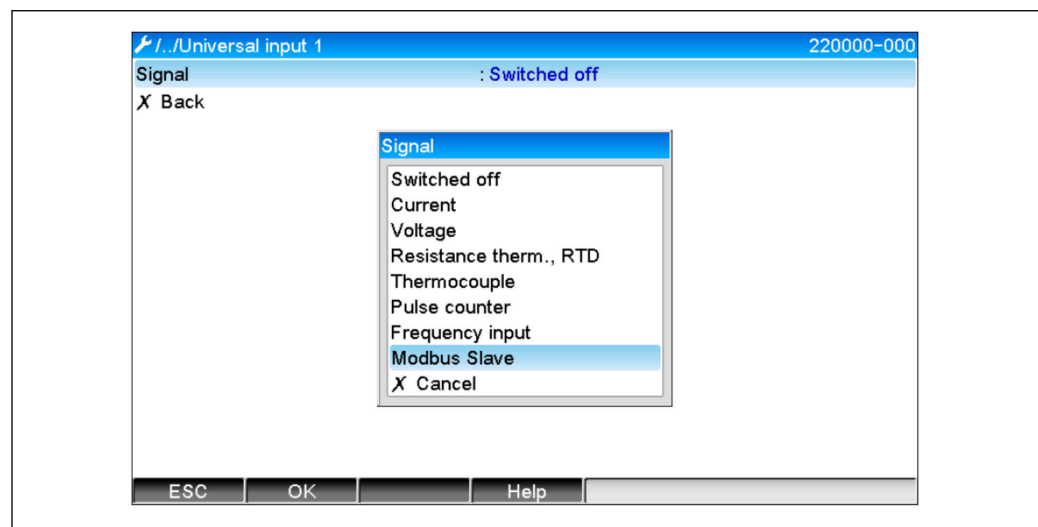 /../Universal input 1 220000-000
Signal : Switched off
X Back
Signal
Switched off
Current
Voltage
Resistance therm., RTD
Thermocouple
Pulse counter
Frequency input
Modbus Slave
X Cancel
ESC OK Help